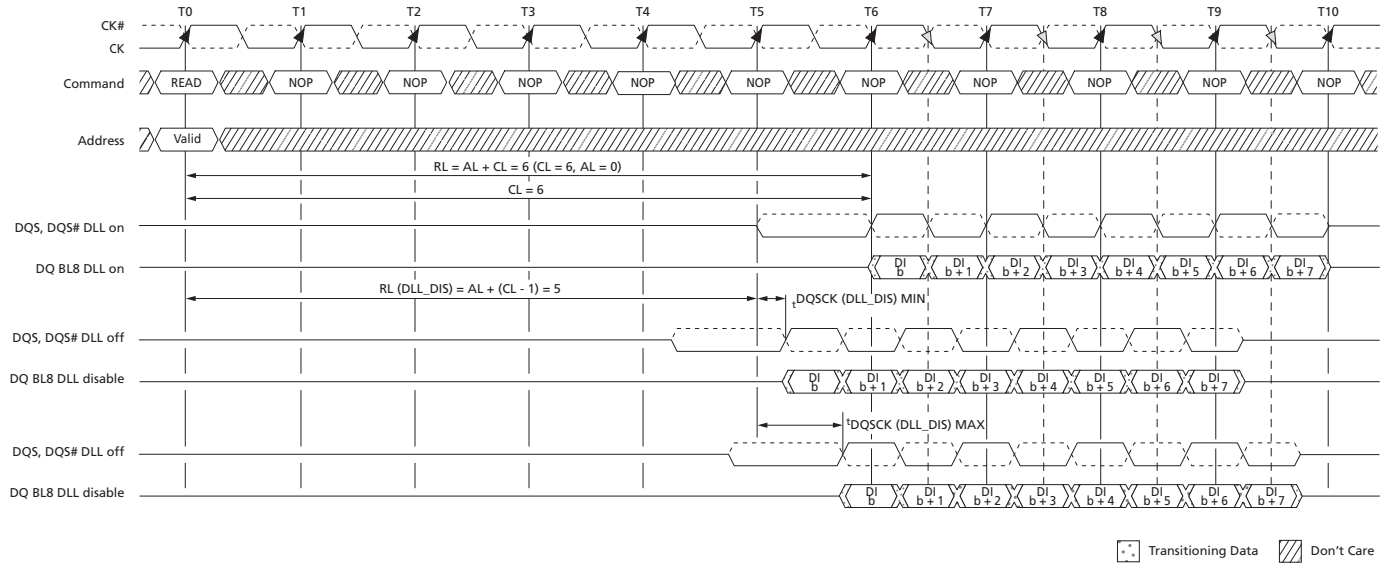 T0 T1 T2 T3 T4 T5 T6 T7 T8 T9 T10
CK#
CK
Command READ NOP NOP NOP NOP NOP NOP NOP NOP NOP NOP
Address Valid
RL = AL + CL = 6 (CL = 6, AL = 0)
CL = 6
DQS, DQS# DLL on
DQ BL8 DLL on DI b DI b + 1 DI b + 2 DI b + 3 DI b + 4 DI b + 5 DI b + 6 DI b + 7
RL (DLL_DIS) = AL + (CL - 1) = 5
tDQSCK (DLL_DIS) MIN
DQS, DQS# DLL off
DQ BL8 DLL disable DI b DI b + 1 DI b + 2 DI b + 3 DI b + 4 DI b + 5 DI b + 6 DI b + 7
tDQSCK (DLL_DIS) MAX
DQS, DQS# DLL off
DQ BL8 DLL disable DI b DI b + 1 DI b + 2 DI b + 3 DI b + 4 DI b + 5 DI b + 6 DI b + 7
Transitioning Data Don't Care